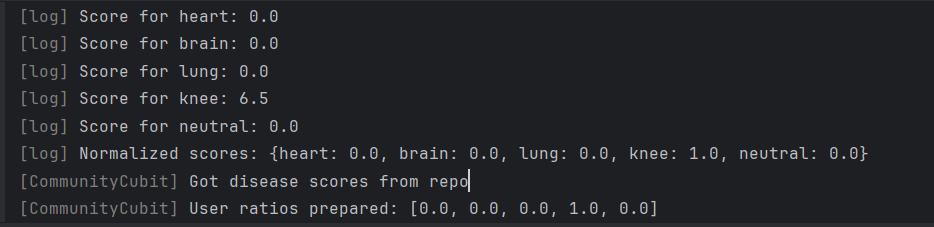 [log] Score for heart: 0.0
[log] Score for brain: 0.0
[log] Score for lung: 0.0
[log] Score for knee: 6.5
[log] Score for neutral: 0.0
[log] Normalized scores: {heart: 0.0, brain: 0.0, lung: 0.0, knee: 1.0, neutral: 0.0}
[CommunityCubit] Got disease scores from repo
[CommunityCubit] User ratios prepared: [0.0, 0.0, 0.0, 1.0, 0.0]